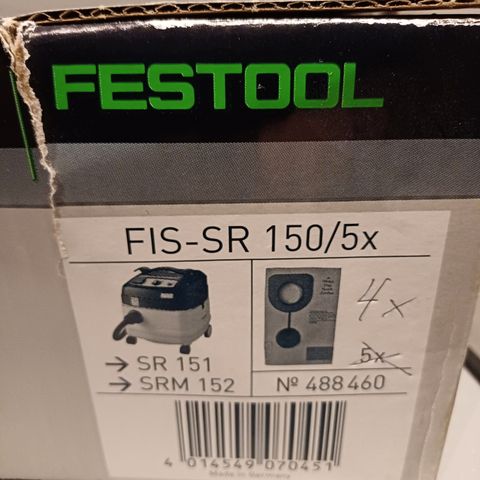 FESTOOL
FIS-SR 150/5x
4x
5x
→ SR 151
→ SRM 152
№ 488 460
4 014549 070451
Made in Germany